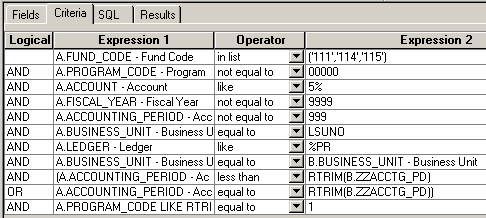 Fields Criteria SQL Results
Logical Expression 1 Operator Expression 2
A.FUND_CODE - Fund Code in list ('111','114','115')
AND A.PROGRAM_CODE - Program not equal to 00000
AND A.ACCOUNT - Account like 5%
AND A.FISCAL_YEAR - Fiscal Year not equal to 9999
AND A.ACCOUNTING_PERIOD - Acc not equal to 999
AND A.BUSINESS_UNIT - Business U equal to LSUNO
AND A.LEDGER - Ledger like %PR
AND A.BUSINESS_UNIT - Business U equal to B.BUSINESS_UNIT - Business Unit
AND (A.ACCOUNTING_PERIOD - Ac less than RTRIM(B.ZZACCTG_PD)
OR A.ACCOUNTING_PERIOD - Acc equal to RTRIM(B.ZZACCTG_PD))
AND A.PROGRAM_CODE LIKE RTRI equal to 1